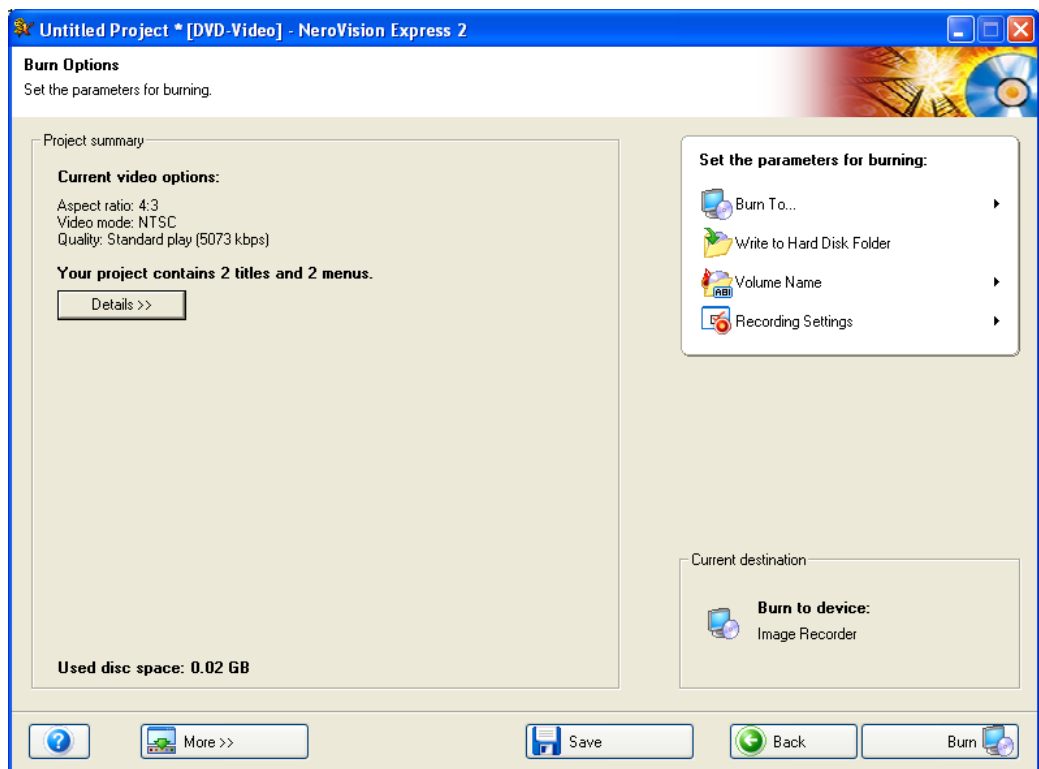 Untitled Project * [DVD-Video] - NeroVision Express 2
Burn Options
Set the parameters for burning.
Project summary
Current video options:
Aspect ratio: 4:3
Video mode: NTSC
Quality: Standard play (5073 kbps)
Your project contains 2 titles and 2 menus.
Details >>
Used disc space: 0.02 GB
Set the parameters for burning:
Burn To...
Write to Hard Disk Folder
ABI
Volume Name
Recording Settings
Current destination
Burn to device:
Image Recorder
?
More >>
Save
Back
Burn